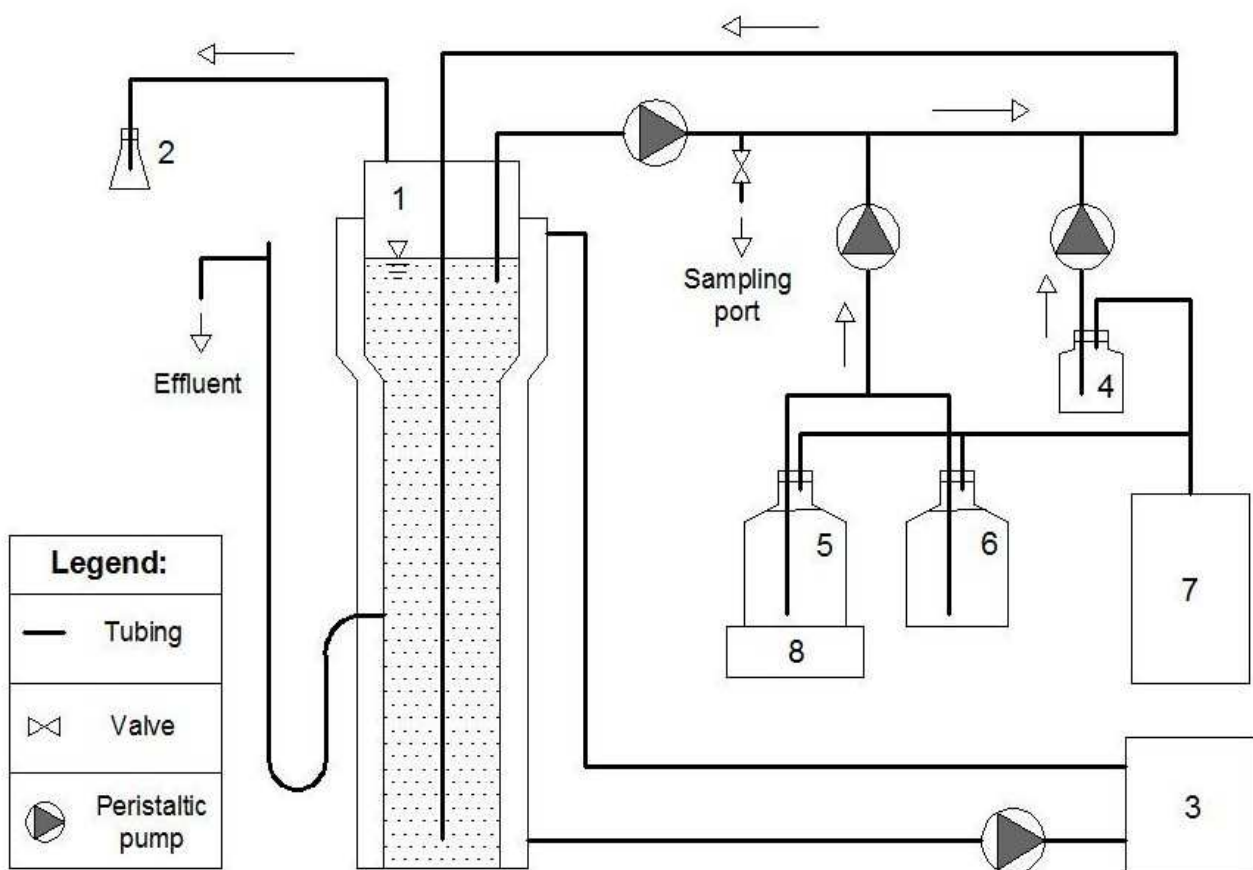 2
1
Sampling
port
Effluent
4
5
6
7
8
3
Legend:
Tubing
Valve
Peristaltic
pump